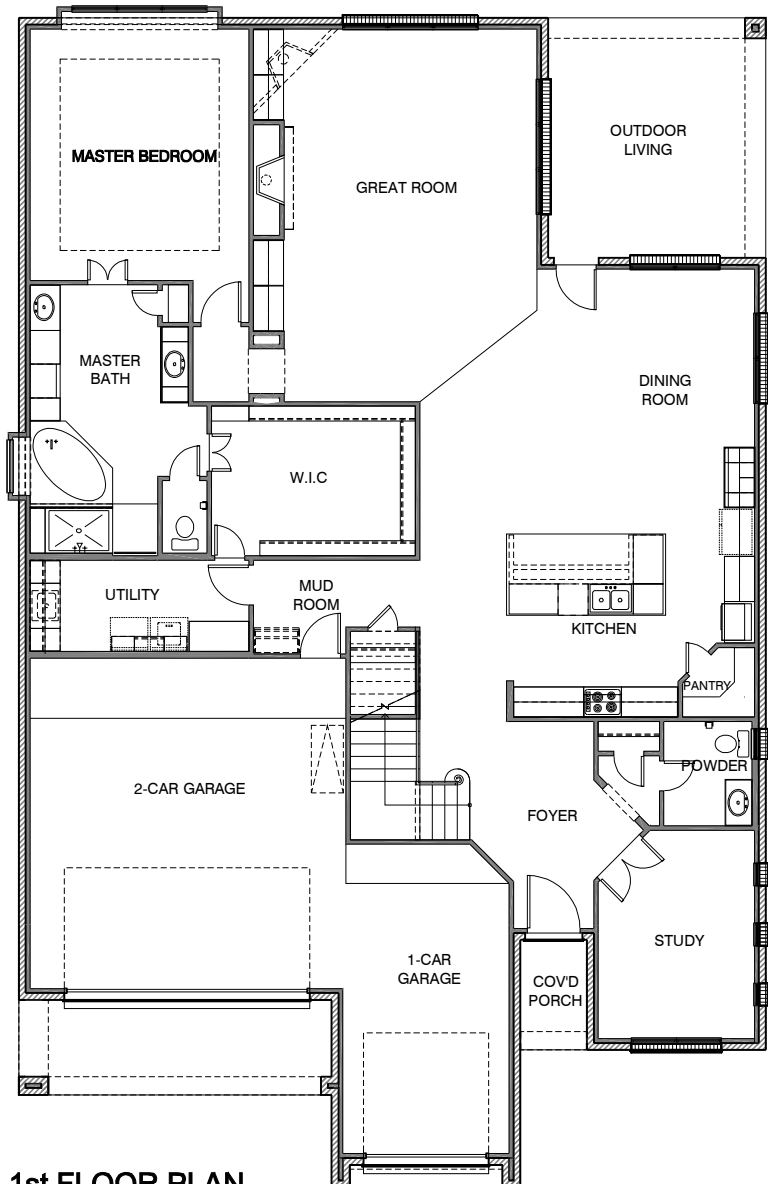 OUTDOOR
LIVING
MASTER BEDROOM
GREAT ROOM
MASTER
BATH
DINING
ROOM
W.I.C
UTILITY
MUD
ROOM
KITCHEN
PANTRY
POWDER
2-CAR GARAGE
FOYER
STUDY
1-CAR
GARAGE
COV'D
PORCH
1st FLOOR PLAN